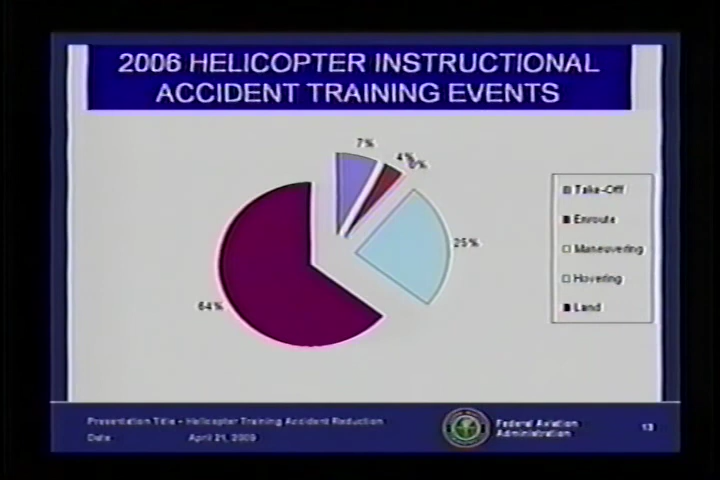 2006 HELICOPTER INSTRUCTIONAL
ACCIDENT TRAINING EVENTS
7%
4%
0%
25%
64%
Take-Off
Enroute
Maneuvering
Hovering
Land
Presentation Title - Helicopter Training Accident Reduction
Date April 21, 2009
Federal Aviation
Administration
13